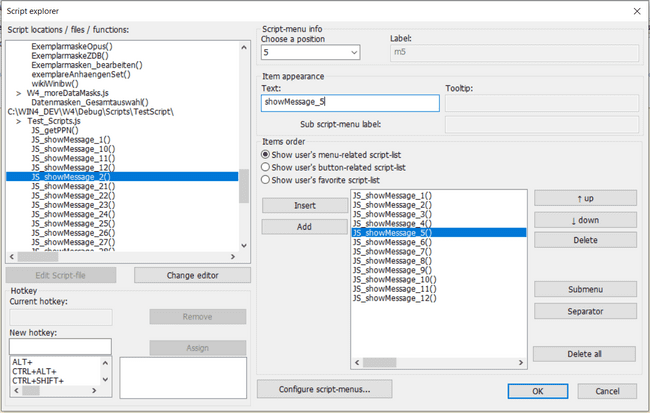 Script explorer
Script locations / files / functions:
ExemplarmaskeOpus()
ExemplarmaskeZDB()
Exemplarmasken_bearbeiten()
exemplareAnhaengenSet()
wikiWinibw()
> W4_moreDataMasks.js
Datenmasken_Gesamtauswahl()
C:\WIN4_DEV\W4\Debug\Scripts\TestScript\
> Test_Scripts.js
JS_getPPN()
JS_showMessage_1()
JS_showMessage_10()
JS_showMessage_11()
JS_showMessage_12()
JS_showMessage_2()
JS_showMessage_21()
JS_showMessage_22()
JS_showMessage_23()
JS_showMessage_24()
JS_showMessage_25()
JS_showMessage_26()
JS_showMessage_27()
JS_showMessage_28()
Edit Script-file
Change editor
Hotkey
Current hotkey:
Remove
New hotkey:
Assign
ALT+
CTRL+ALT+
CTRL+SHIFT+
Script-menu info
Choose a position
Label:
5
m5
Item appearance
Text:
Tooltip:
showMessage_5
Sub script-menu label:
Items order
Show user's menu-related script-list
Show user's button-related script-list
Show user's favorite script-list
Insert
Add
JS_showMessage_1()
JS_showMessage_2()
JS_showMessage_3()
JS_showMessage_4()
JS_showMessage_5()
JS_showMessage_6()
JS_showMessage_7()
JS_showMessage_8()
JS_showMessage_9()
JS_showMessage_10()
JS_showMessage_11()
JS_showMessage_12()
↑ up
↓ down
Delete
Submenu
Separator
Delete all
Configure script-menus...
OK
Cancel